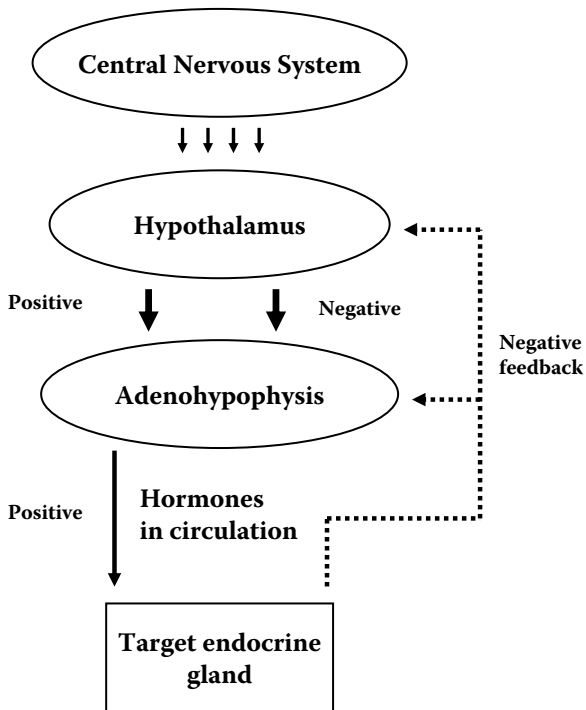 Central Nervous System
Hypothalamus
Positive
Negative
Negative
feedback
Adenohypophysis
Positive
Hormones
in circulation
Target endocrine
gland